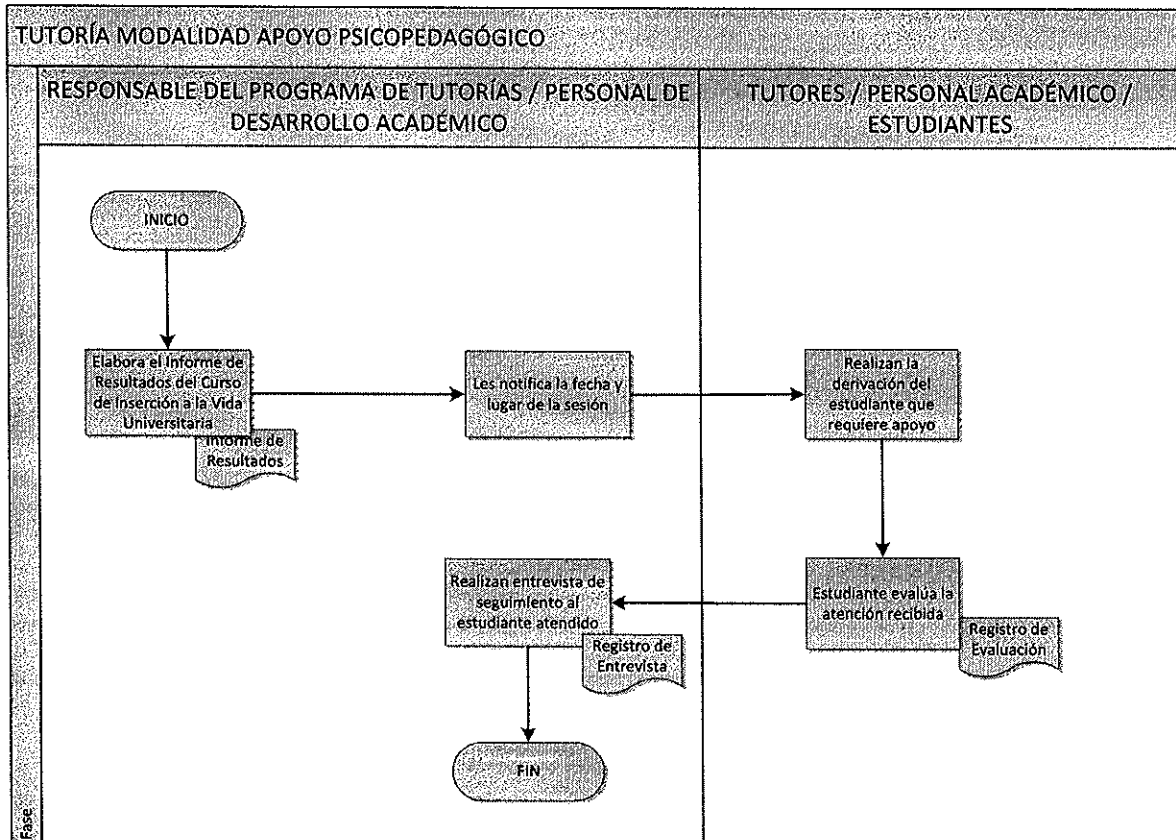 TUTORÍA MODALIDAD APOYO PSICOPEDAGÓGICO
RESPONSABLE DEL PROGRAMA DE TUTORÍAS / PERSONAL DE
DESARROLLO ACADÉMICO
TUTORES / PERSONAL ACADÉMICO /
ESTUDIANTES
INICIO
Elabora el Informe de
Resultados del Curso
de Inserción a la Vida
Universitaria
Informe de
Resultados
Les notifica la fecha y
lugar de la sesión
Realizan la
derivación del
estudiante que
requiere apoyo
Estudiante evalúa la
atención recibida
Registro de
Evaluación
Realizan entrevista de
seguimiento al
estudiante atendido
Registro de
Entrevista
FIN
Fase